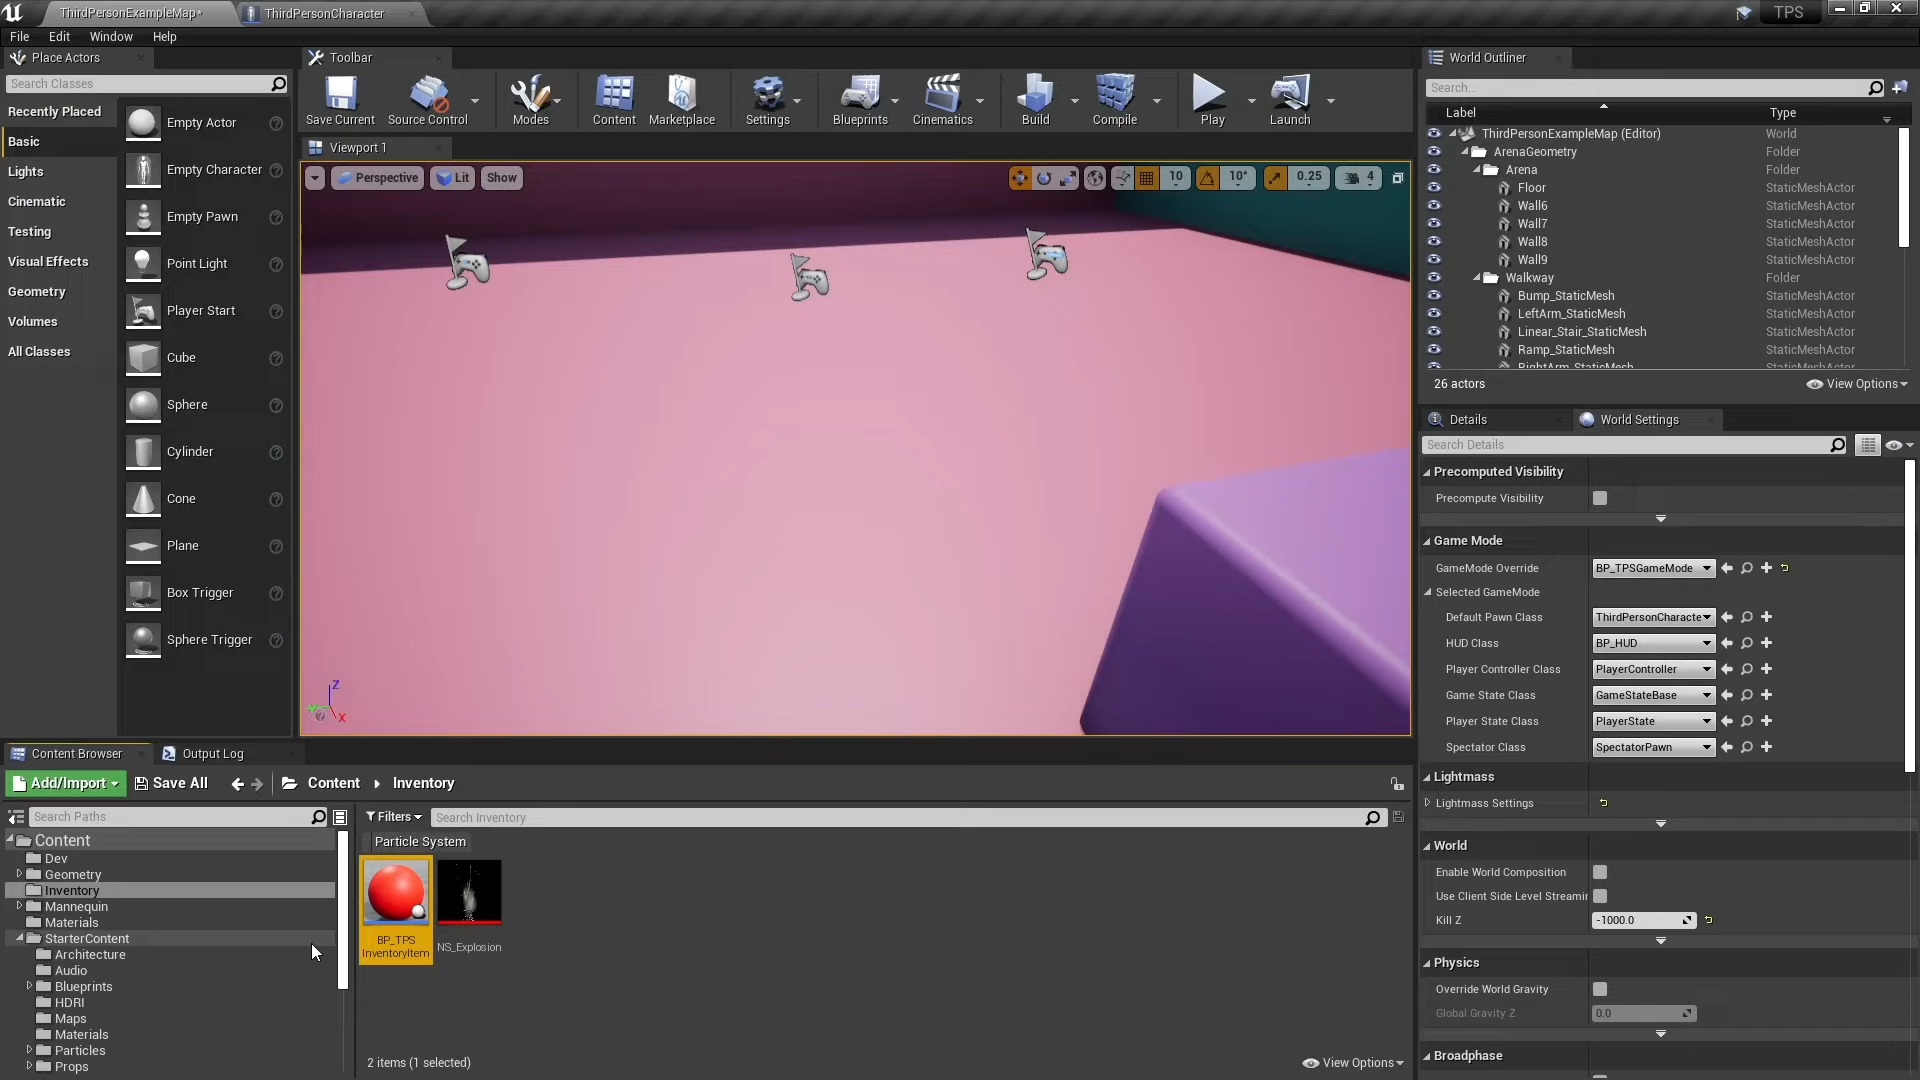 ThirdPersonExampleMap*
ThirdPersonCharacter
TPS
File Edit Window Help
Place Actors
Search Classes
Recently Placed
Basic
Lights
Cinematic
Testing
Visual Effects
Geometry
Volumes
All Classes
Empty Actor
Empty Character
Empty Pawn
Point Light
Player Start
Cube
Sphere
Cylinder
Cone
Plane
Box Trigger
Sphere Trigger
Toolbar
Save Current Source Control Modes Content Marketplace Settings Blueprints Cinematics Build Compile Play Launch
Viewport 1
Perspective Lit Show
10 10° 0.25 4
Z
X
World Outliner
Search...
Label Type
ThirdPersonExampleMap (Editor) World
ArenaGeometry Folder
Arena Folder
Floor StaticMeshActor
Wall6 StaticMeshActor
Wall7 StaticMeshActor
Wall8 StaticMeshActor
Wall9 StaticMeshActor
Walkway Folder
Bump_StaticMesh StaticMeshActor
LeftArm_StaticMesh StaticMeshActor
Linear_Stair_StaticMesh StaticMeshActor
Ramp_StaticMesh StaticMeshActor
RightArm_StaticMesh StaticMeshActor
26 actors View Options
Details World Settings
Search Details
Precomputed Visibility
Precompute Visibility
Game Mode
GameMode Override BP_TPSGameMode
Selected GameMode
Default Pawn Class ThirdPersonCharacte
HUD Class BP_HUD
Player Controller Class PlayerController
Game State Class GameStateBase
Player State Class PlayerState
Spectator Class SpectatorPawn
Lightmass
Lightmass Settings
World
Enable World Composition
Use Client Side Level Streamin
Kill Z -1000.0
Physics
Override World Gravity
Global Gravity Z 0.0
Broadphase
Content Browser Output Log
Add/Import Save All Content Inventory
Search Paths
Content
Dev
Geometry
Inventory
Mannequin
Materials
StarterContent
Architecture
Audio
Blueprints
HDRI
Maps
Materials
Particles
Props
Filters Search Inventory
Particle System
BP_TPS
InventoryItem
NS_Explosion
2 items (1 selected) View Options